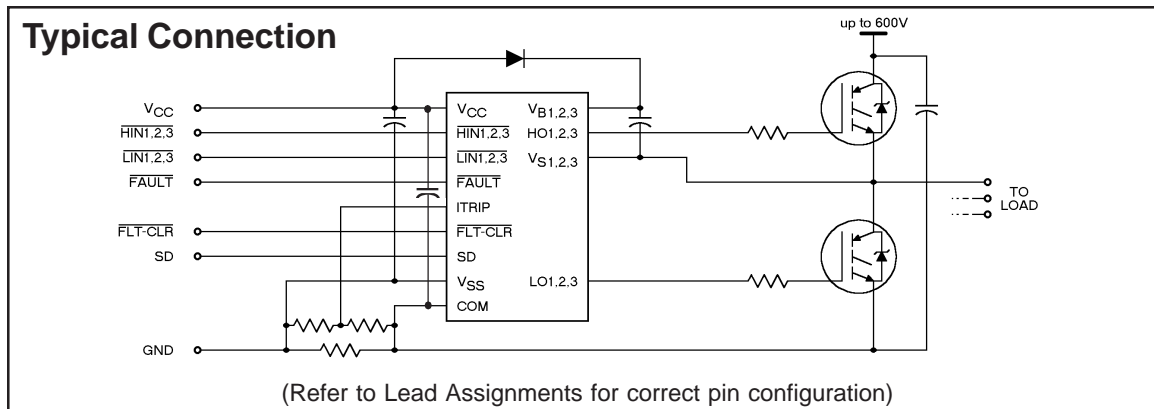 Typical Connection
up to 600V
VCC
HIN1,2,3
LIN1,2,3
FAULT
FLT-CLR
SD
GND
VCC
HIN1,2,3
LIN1,2,3
FAULT
ITRIP
FLT-CLR
SD
VSS
COM
VB1,2,3
HO1,2,3
VS1,2,3
LO1,2,3
TO
LOAD
(Refer to Lead Assignments for correct pin configuration)